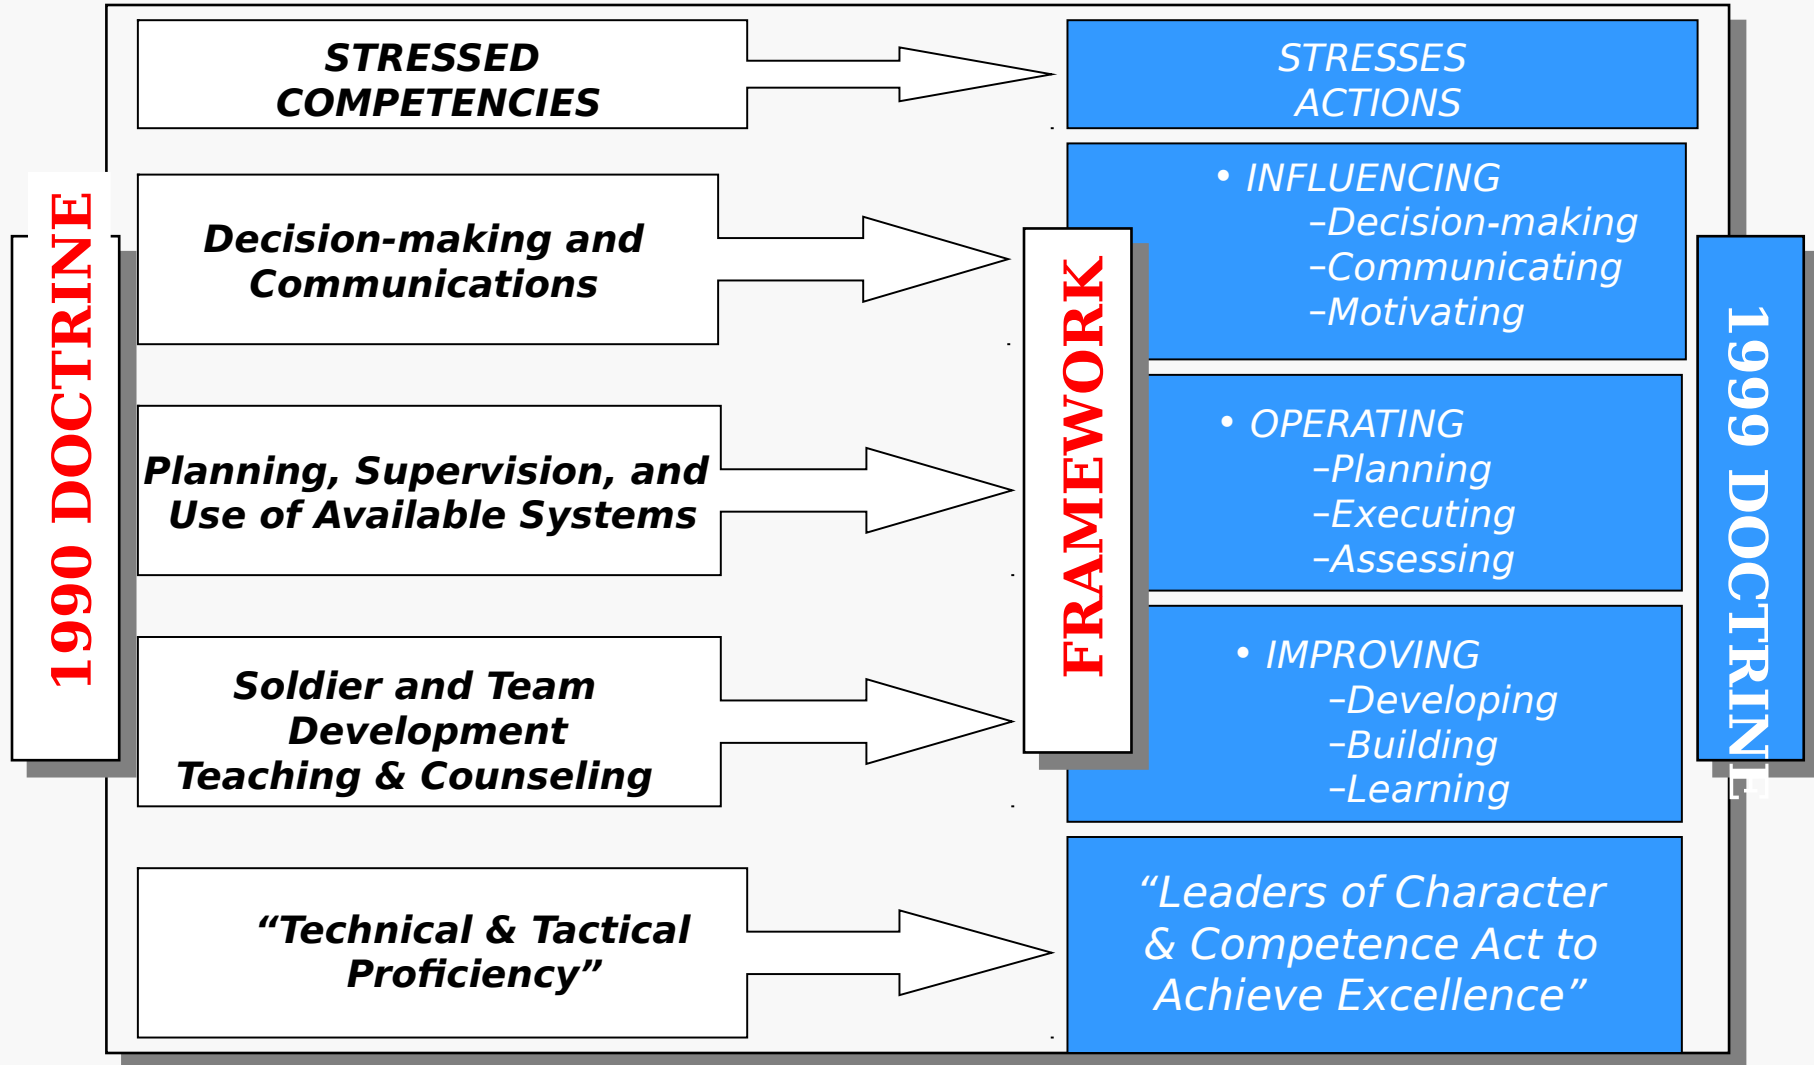 STRESSED
COMPETENCIES
STRESSES
ACTIONS
1990 DOCTRINE
Decision-making and
Communications
Planning, Supervision, and
Use of Available Systems
Soldier and Team
Development
Teaching & Counseling
“Technical & Tactical
Proficiency”
FRAMEWORK
• INFLUENCING
–Decision-making
–Communicating
–Motivating
• OPERATING
–Planning
–Executing
–Assessing
• IMPROVING
–Developing
–Building
–Learning
“Leaders of Character
& Competence Act to
Achieve Excellence”
1999 DOCTRINE